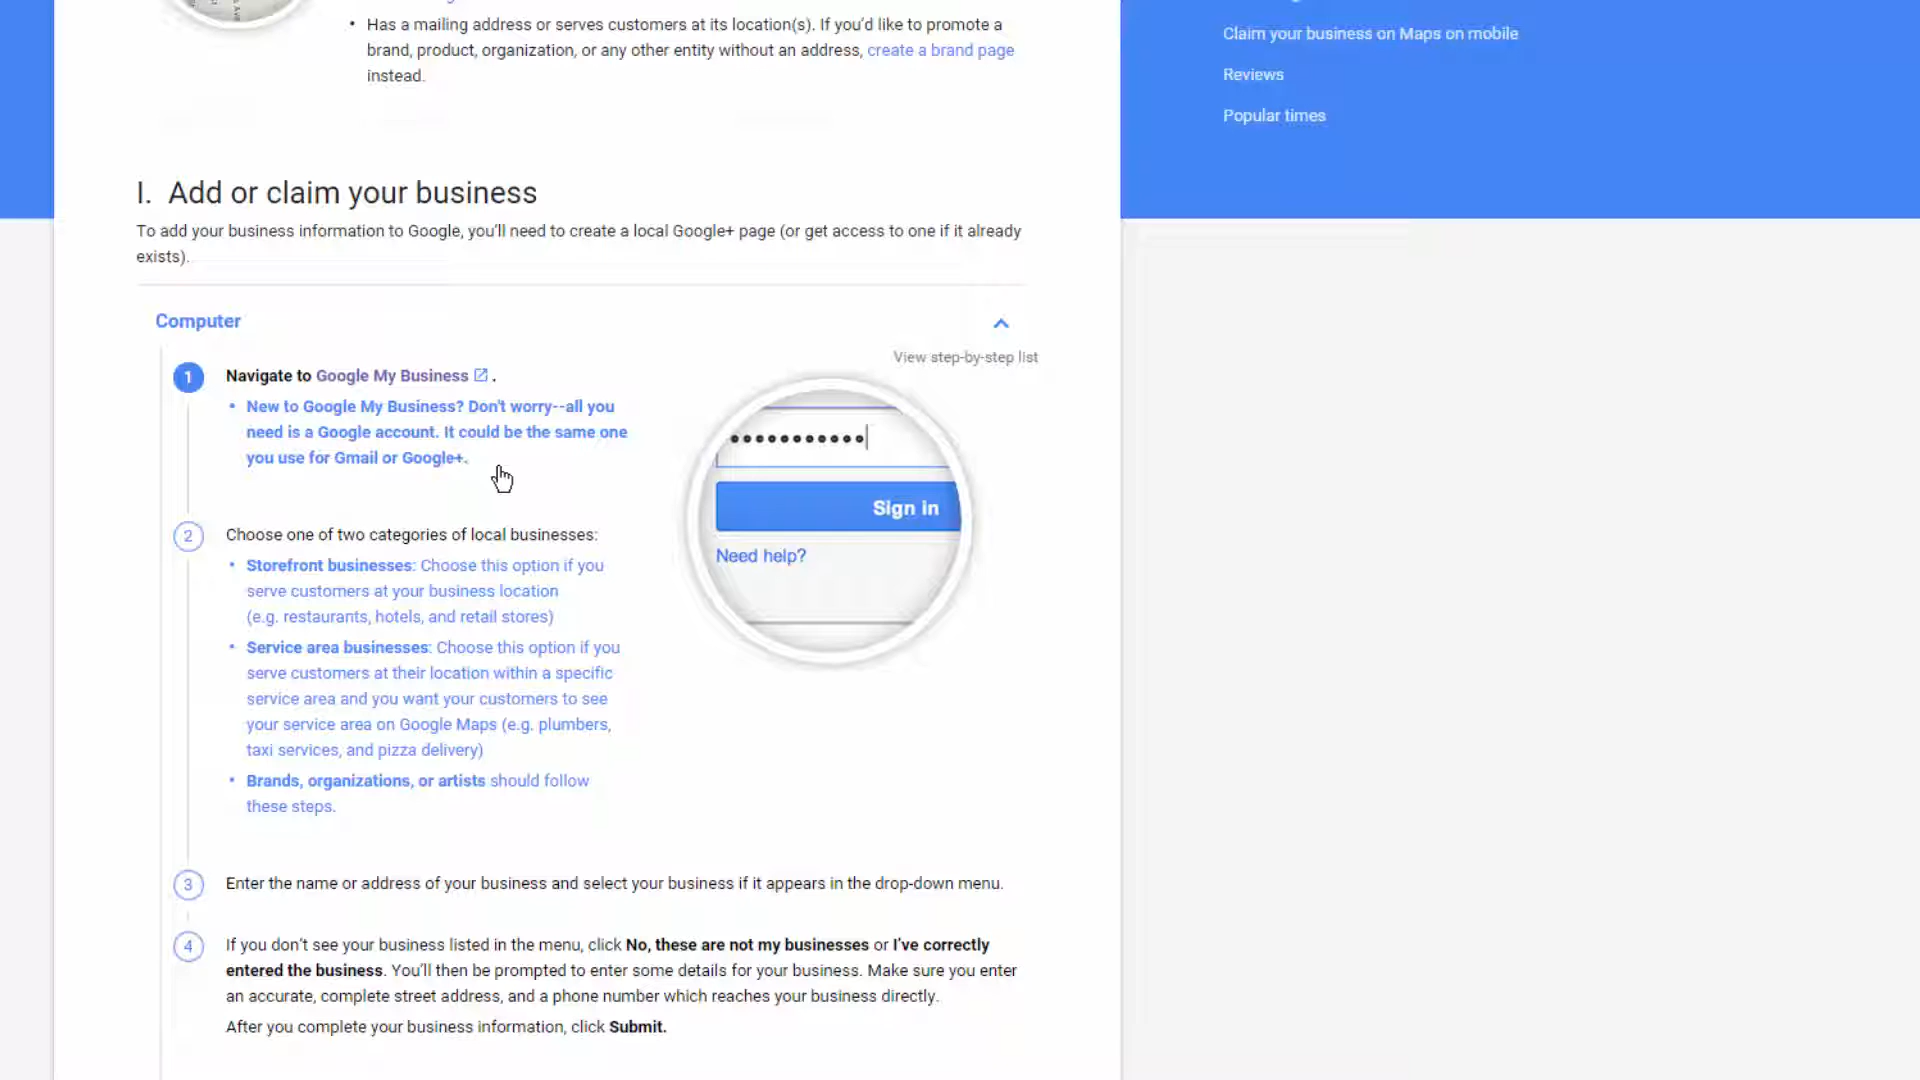 • Has a mailing address or serves customers at its location(s). If you'd like to promote a
brand, product, organization, or any other entity without an address, create a brand page
instead.
Claim your business on Maps on mobile
Reviews
Popular times
I. Add or claim your business
To add your business information to Google, you'll need to create a local Google+ page (or get access to one if it already
exists).
Computer
View step-by-step list
1 Navigate to Google My Business .
• New to Google My Business? Don't worry--all you
need is a Google account. It could be the same one
you use for Gmail or Google+.
Sign in
Need help?
2 Choose one of two categories of local businesses:
• Storefront businesses: Choose this option if you
serve customers at your business location
(e.g. restaurants, hotels, and retail stores)
• Service area businesses: Choose this option if you
serve customers at their location within a specific
service area and you want your customers to see
your service area on Google Maps (e.g. plumbers,
taxi services, and pizza delivery)
• Brands, organizations, or artists should follow
these steps.
3 Enter the name or address of your business and select your business if it appears in the drop-down menu.
4 If you don't see your business listed in the menu, click No, these are not my businesses or I've correctly
entered the business. You'll then be prompted to enter some details for your business. Make sure you enter
an accurate, complete street address, and a phone number which reaches your business directly.
After you complete your business information, click Submit.